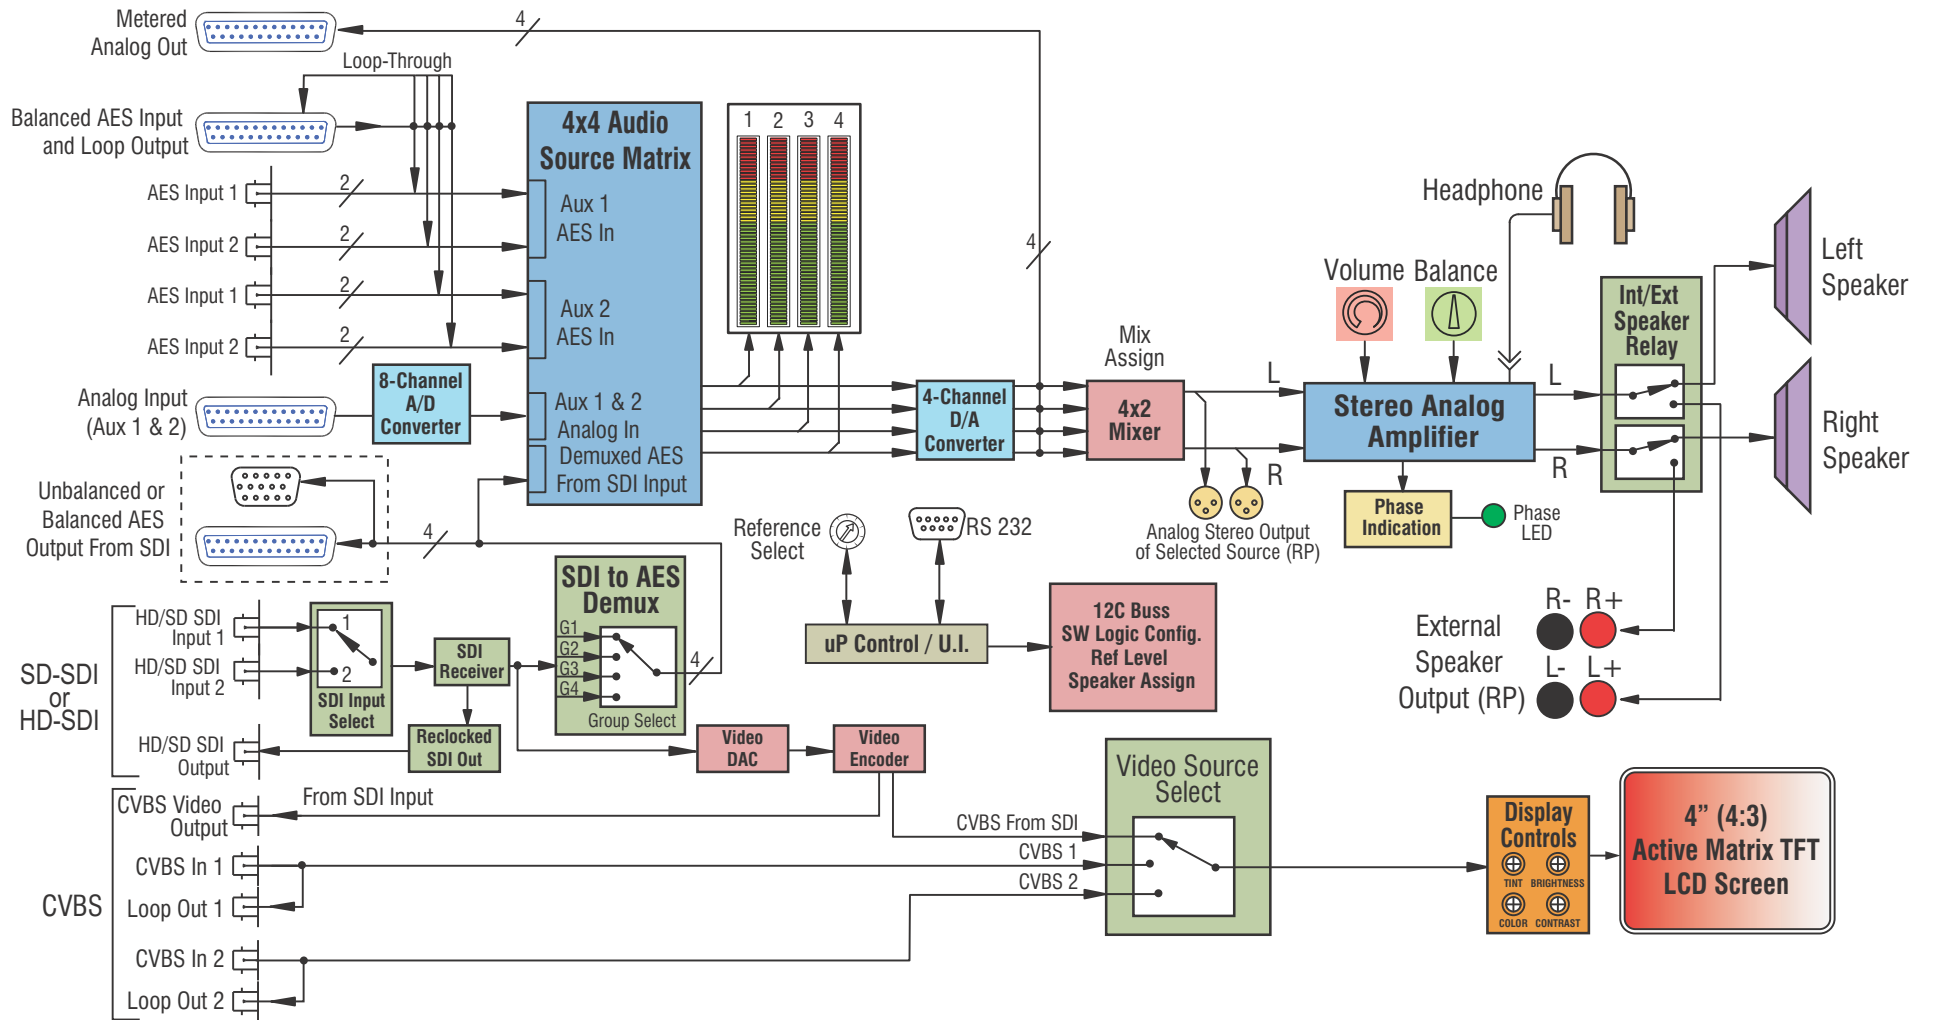 Metered
Analog Out
4
Loop-Through
Balanced AES Input
and Loop Output
AES Input 1
2
AES Input 2
2
AES Input 1
2
AES Input 2
2
Analog Input
(Aux 1 & 2)
8-Channel
A/D
Converter
4x4 Audio
Source Matrix
Aux 1
AES In
Aux 2
AES In
Aux 1 & 2
Analog In
Demuxed AES
From SDI Input
1 2 3 4
4
4-Channel
D/A
Converter
Mix
Assign
4x2
Mixer
L
R
Analog Stereo Output
of Selected Source (RP)
Volume
Balance
Headphone
Stereo Analog
Amplifier
Phase
Indication
Phase
LED
L
R
Int/Ext
Speaker
Relay
Left
Speaker
Right
Speaker
External
Speaker
Output (RP)
R- R+
L- L+
Unbalanced or
Balanced AES
Output From SDI
4
Reference
Select
RS 232
uP Control / U.I.
12C Buss
SW Logic Config.
Ref Level
Speaker Assign
SD-SDI
or
HD-SDI
HD/SD SDI
Input 1
HD/SD SDI
Input 2
HD/SD SDI
Output
1
2
SDI Input
Select
SDI
Receiver
Reclocked
SDI Out
SDI to AES
Demux
G1
G2
G3
G4
Group Select
4
Video
DAC
Video
Encoder
CVBS
CVBS Video
Output
From SDI Input
CVBS In 1
Loop Out 1
CVBS In 2
Loop Out 2
CVBS From SDI
CVBS 1
CVBS 2
Video Source
Select
Display
Controls
TINT BRIGHTNESS
COLOR CONTRAST
4” (4:3)
Active Matrix TFT
LCD Screen